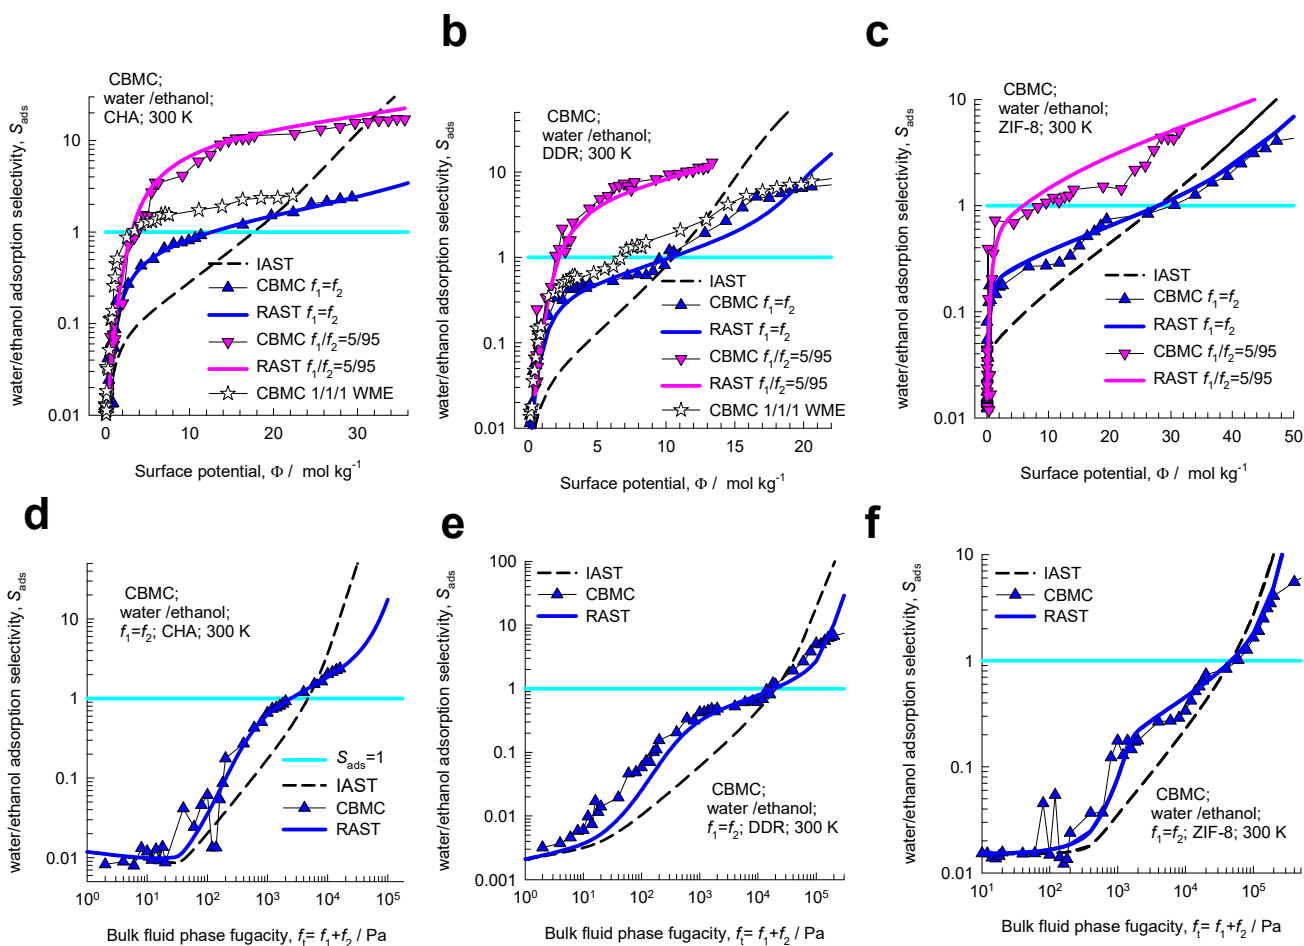 b
c
CBMC;
water /ethanol;
CHA; 300 K
water/ethanol adsorption selectivity, S_ads
10
1
0.1
0.01
IAST
CBMC f₁=f₂
RAST f₁=f₂
CBMC f₁/f₂=5/95
RAST f₁/f₂=5/95
CBMC 1/1/1 WME
0 10 20 30
Surface potential, Φ / mol kg⁻¹
CBMC;
water /ethanol;
DDR; 300 K
water/ethanol adsorption selectivity, S_ads
10
1
0.1
0.01
IAST
CBMC f₁=f₂
RAST f₁=f₂
CBMC f₁/f₂=5/95
RAST f₁/f₂=5/95
CBMC 1/1/1 WME
0 5 10 15 20
Surface potential, Φ / mol kg⁻¹
CBMC;
water /ethanol;
ZIF-8; 300 K
water/ethanol adsorption selectivity, S_ads
10
1
0.1
0.01
IAST
CBMC f₁=f₂
RAST f₁=f₂
CBMC f₁/f₂=5/95
RAST f₁/f₂=5/95
0 10 20 30 40 50
Surface potential, Φ / mol kg⁻¹
d
CBMC;
water /ethanol;
f₁=f₂; CHA; 300 K
water/ethanol adsorption selectivity, S_ads
10
1
0.1
0.01
S_ads=1
IAST
CBMC
RAST
10⁰ 10¹ 10² 10³ 10⁴ 10⁵
Bulk fluid phase fugacity, fₜ= f₁+f₂ / Pa
e
IAST
CBMC
RAST
water/ethanol adsorption selectivity, S_ads
100
10
1
0.1
0.01
0.001
CBMC;
water /ethanol;
f₁=f₂; DDR; 300 K
10⁰ 10¹ 10² 10³ 10⁴ 10⁵
Bulk fluid phase fugacity, fₜ= f₁+f₂ / Pa
f
IAST
CBMC
RAST
water/ethanol adsorption selectivity, S_ads
10
1
0.1
0.01
CBMC;
water /ethanol;
f₁=f₂; ZIF-8; 300 K
10¹ 10² 10³ 10⁴ 10⁵
Bulk fluid phase fugacity, fₜ= f₁+f₂ / Pa